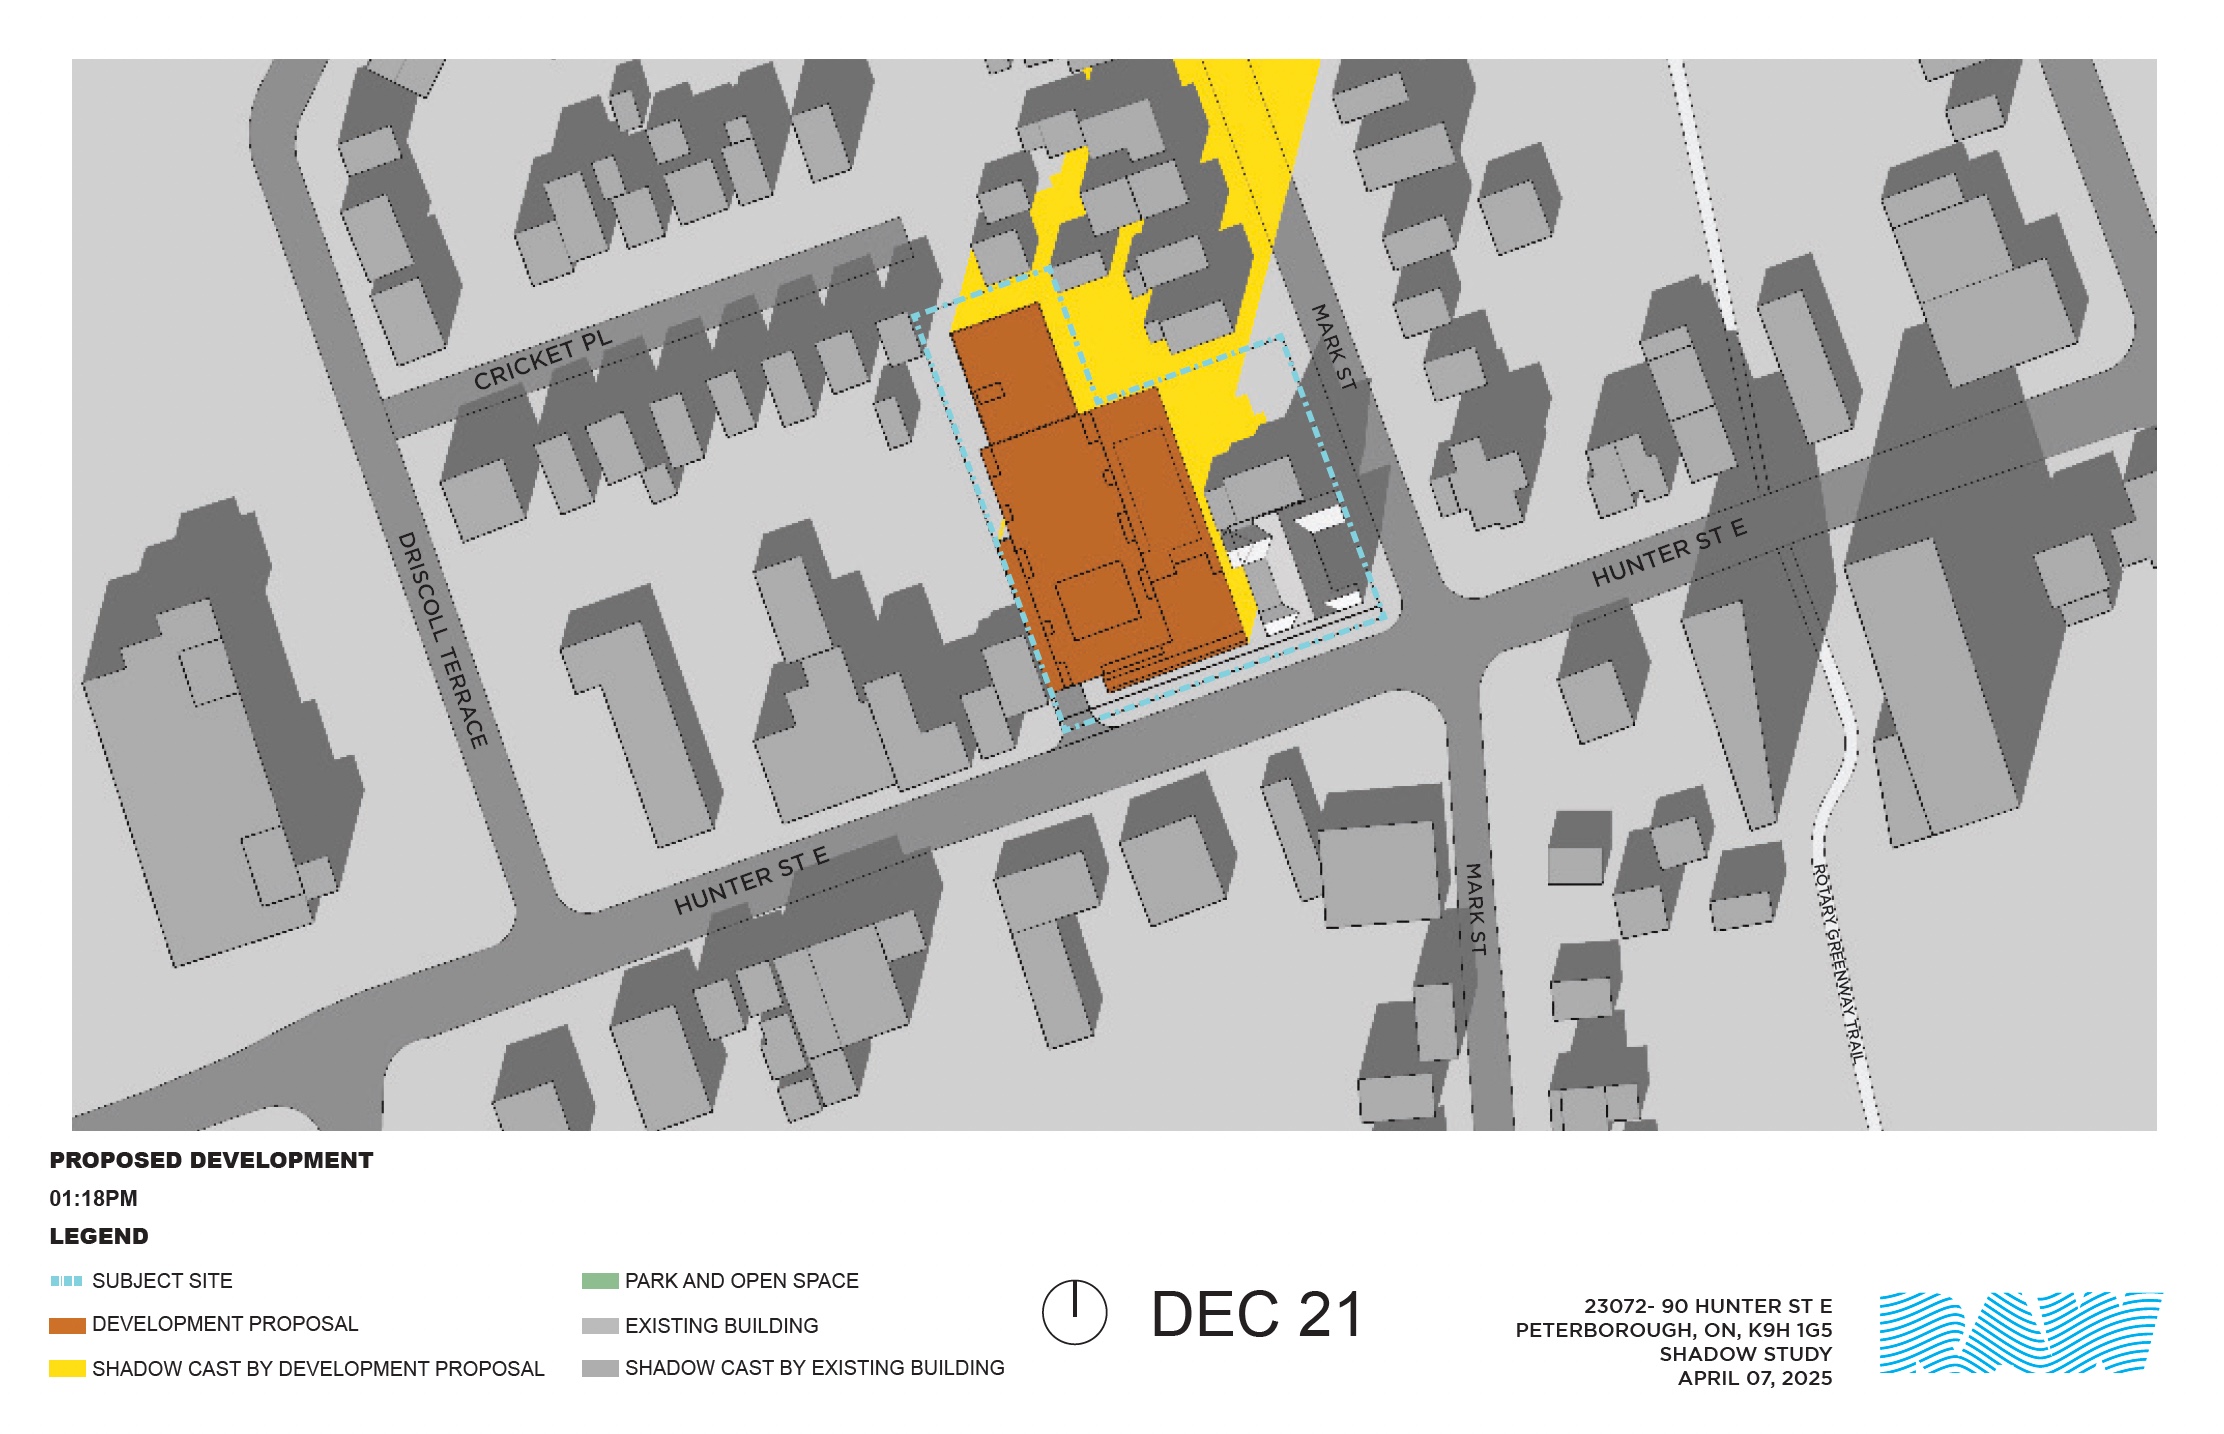 CRICKET PL
MARK ST
DRISCOLL TERRACE
HUNTER ST E
HUNTER ST E
MARK ST
ROTARY GREENWAY TRAIL
PROPOSED DEVELOPMENT
01:18PM
LEGEND
SUBJECT SITE
DEVELOPMENT PROPOSAL
SHADOW CAST BY DEVELOPMENT PROPOSAL
PARK AND OPEN SPACE
EXISTING BUILDING
SHADOW CAST BY EXISTING BUILDING
DEC 21
23072- 90 HUNTER ST E
PETERBOROUGH, ON, K9H 1G5
SHADOW STUDY
APRIL 07, 2025